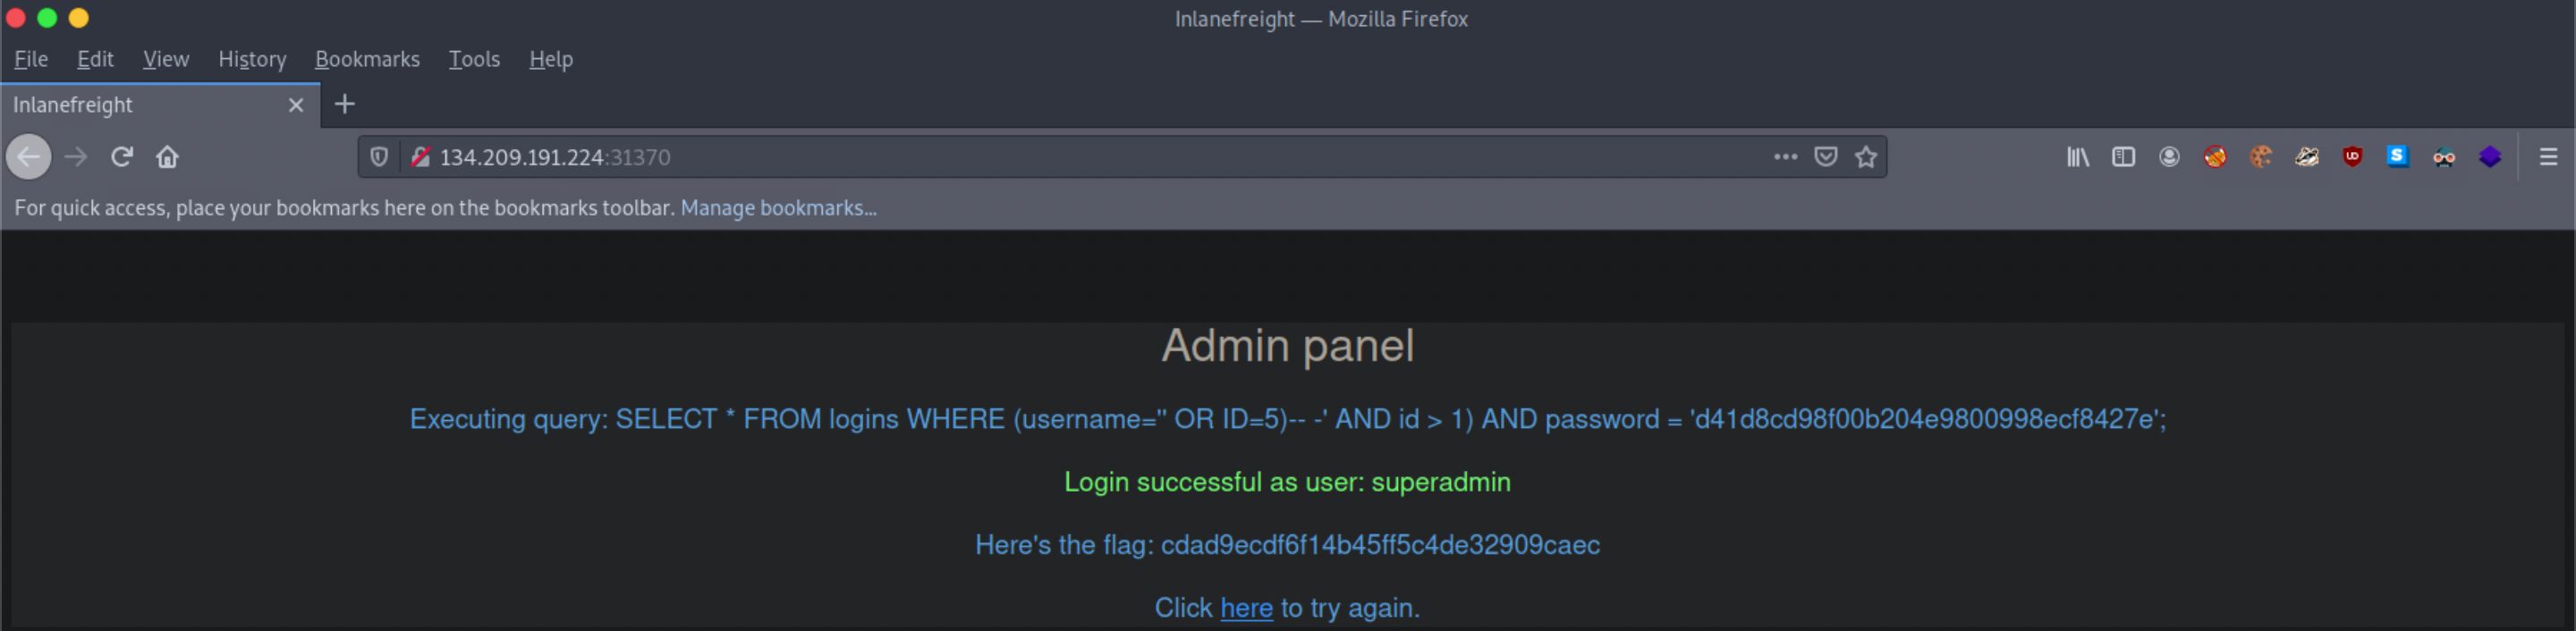 Inlanefreight — Mozilla Firefox
File Edit View History Bookmarks Tools Help
Inlanefreight
134.209.191.224:31370
For quick access, place your bookmarks here on the bookmarks toolbar. Manage bookmarks...
Admin panel
Executing query: SELECT * FROM logins WHERE (username='' OR ID=5)-- -' AND id > 1) AND password = 'd41d8cd98f00b204e9800998ecf8427e';
Login successful as user: superadmin
Here's the flag: cdad9ecdf6f14b45ff5c4de32909caec
Click here to try again.